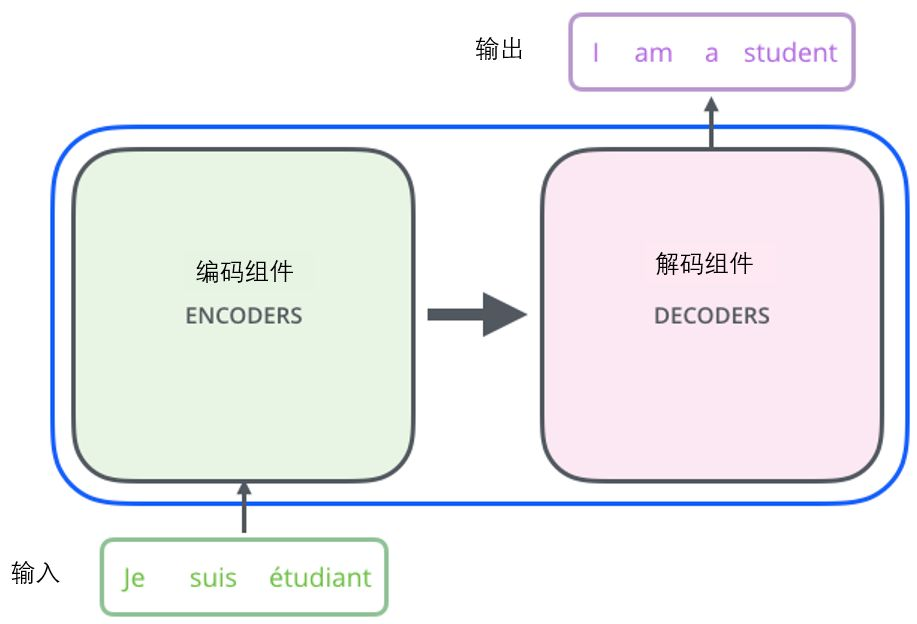 输出
I am a student
编码组件
ENCODERS
解码组件
DECODERS
输入
Je suis étudiant